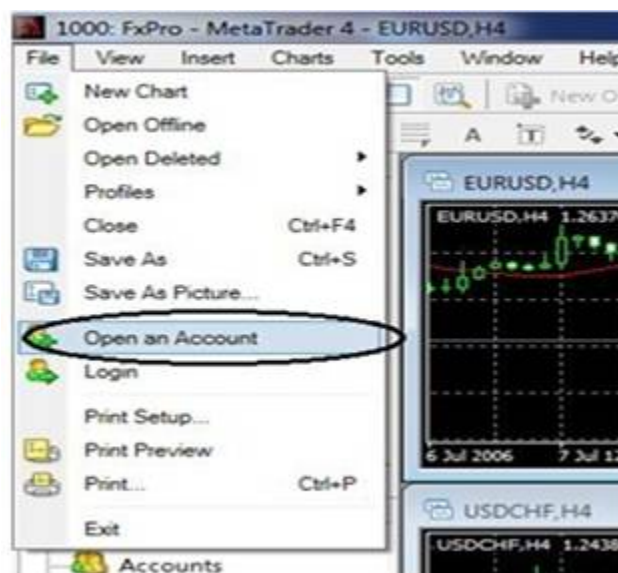 1000: FxPro - MetaTrader 4 - EURUSD,H4
File View Insert Charts Tools Window Help
New Chart
New O
Open Offline
A T
Open Deleted
Profiles
EURUSD,H4
Close Ctrl+F4
EURUSD,H4 1.2637
Save As Ctrl+S
Save As Picture...
Open an Account
Login
Print Setup...
Print Preview
6 Jul 2006 7 Jul 12
Print... Ctrl+P
USDCHF,H4
Exit
USDCHF,H4 1.2438
Accounts